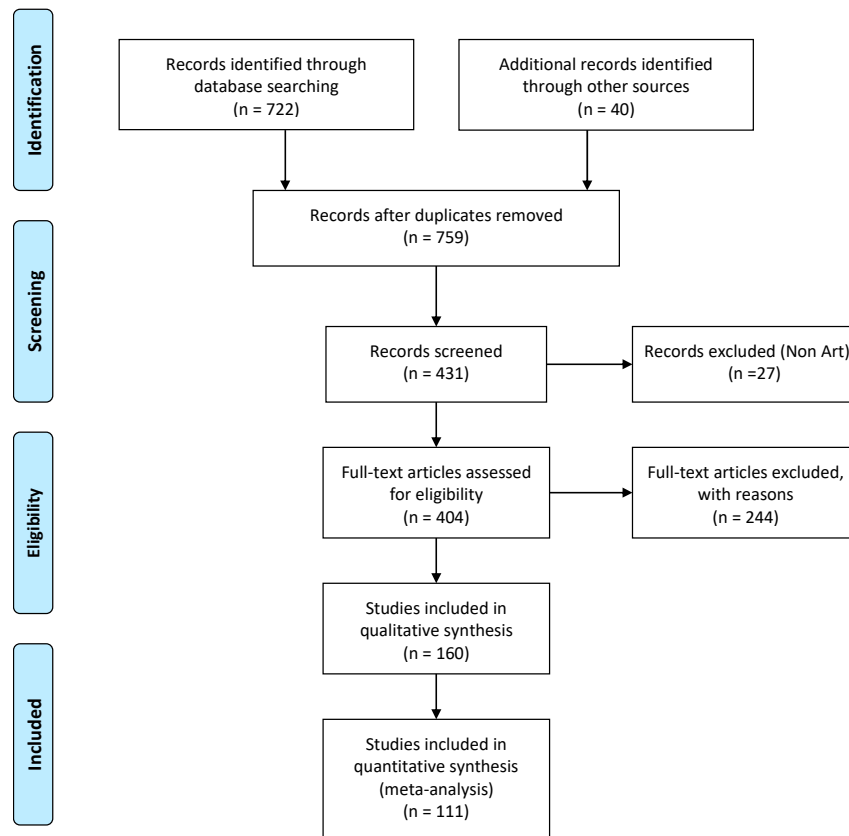 Identification
Records identified through
database searching
(n = 722)
Additional records identified
through other sources
(n = 40)
Records after duplicates removed
(n = 759)
Screening
Records screened
(n = 431)
Records excluded (Non Art)
(n =27)
Eligibility
Full-text articles assessed
for eligibility
(n = 404)
Full-text articles excluded,
with reasons
(n = 244)
Studies included in
qualitative synthesis
(n = 160)
Included
Studies included in
quantitative synthesis
(meta-analysis)
(n = 111)